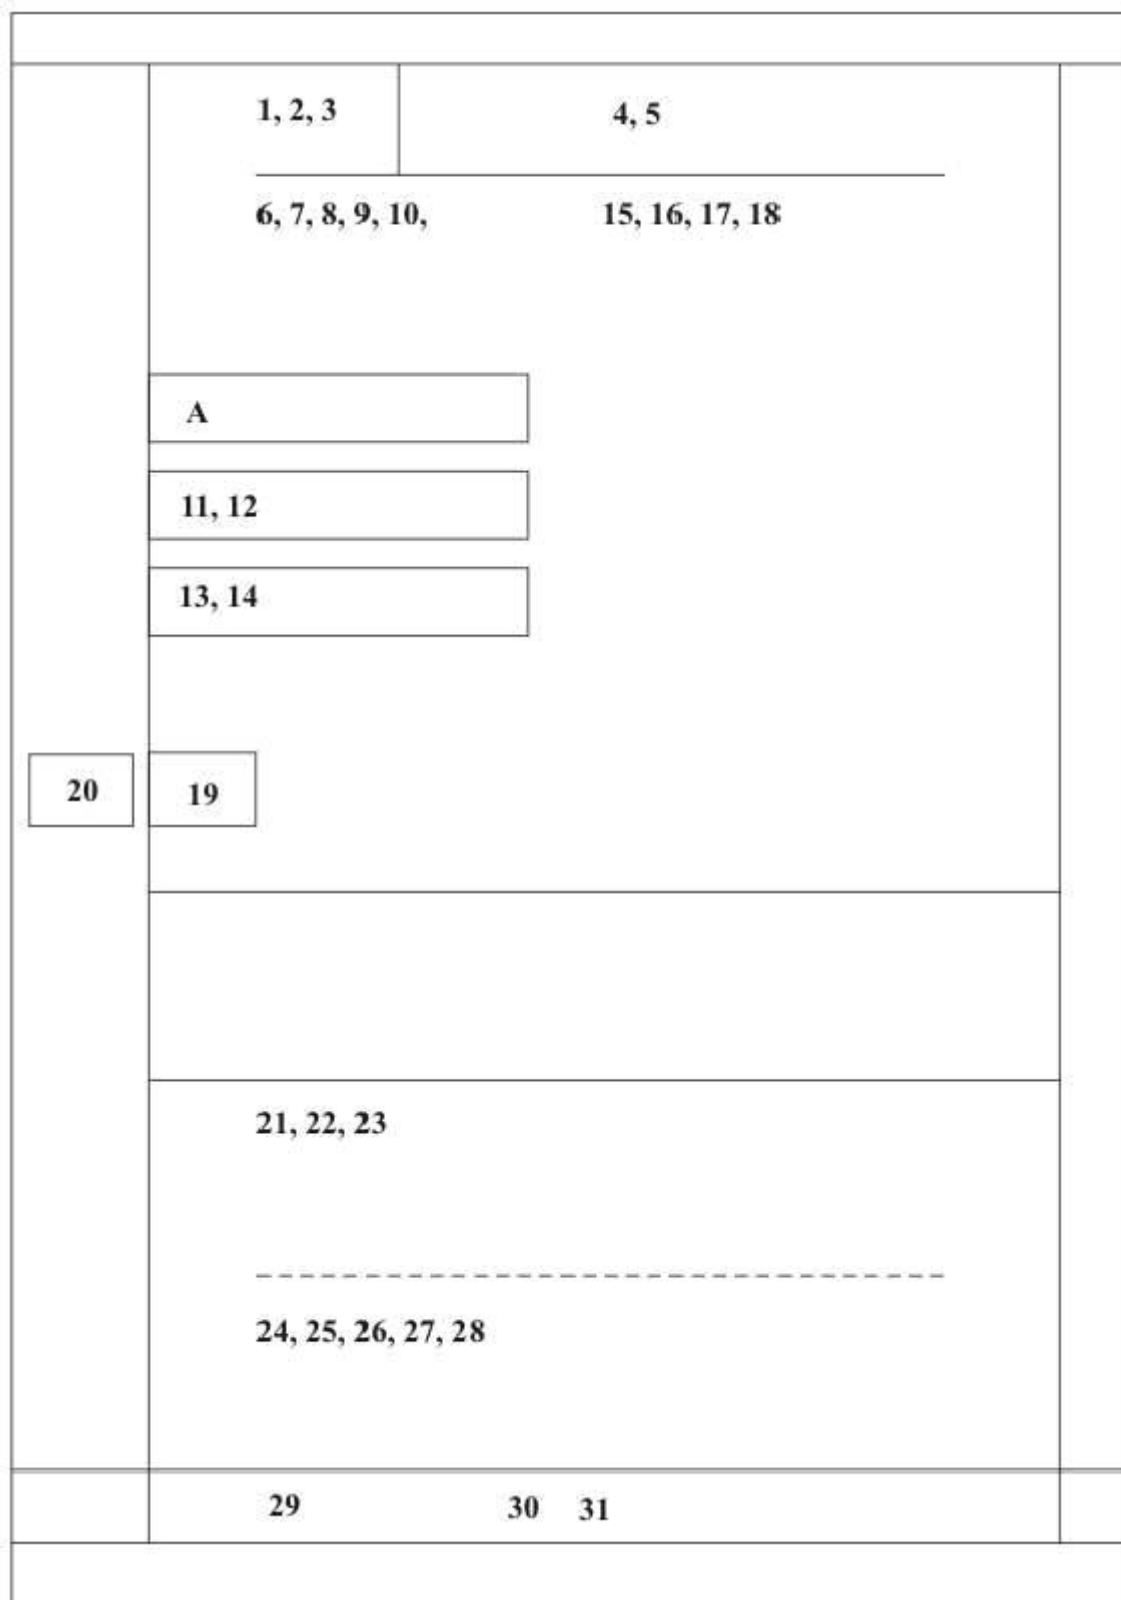 1, 2, 3
4, 5
6, 7, 8, 9, 10,
15, 16, 17, 18
A
11, 12
13, 14
20
19
21, 22, 23
24, 25, 26, 27, 28
29
30
31